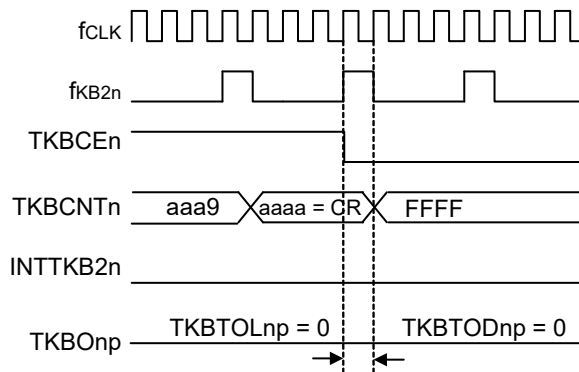 fCLK
fKB2n
TKBCEn
TKBCNTn aaa9 aaaa = CR FFFF
INTTKB2n
TKBOnp TKBTOLnp = 0 TKBTODnp = 0